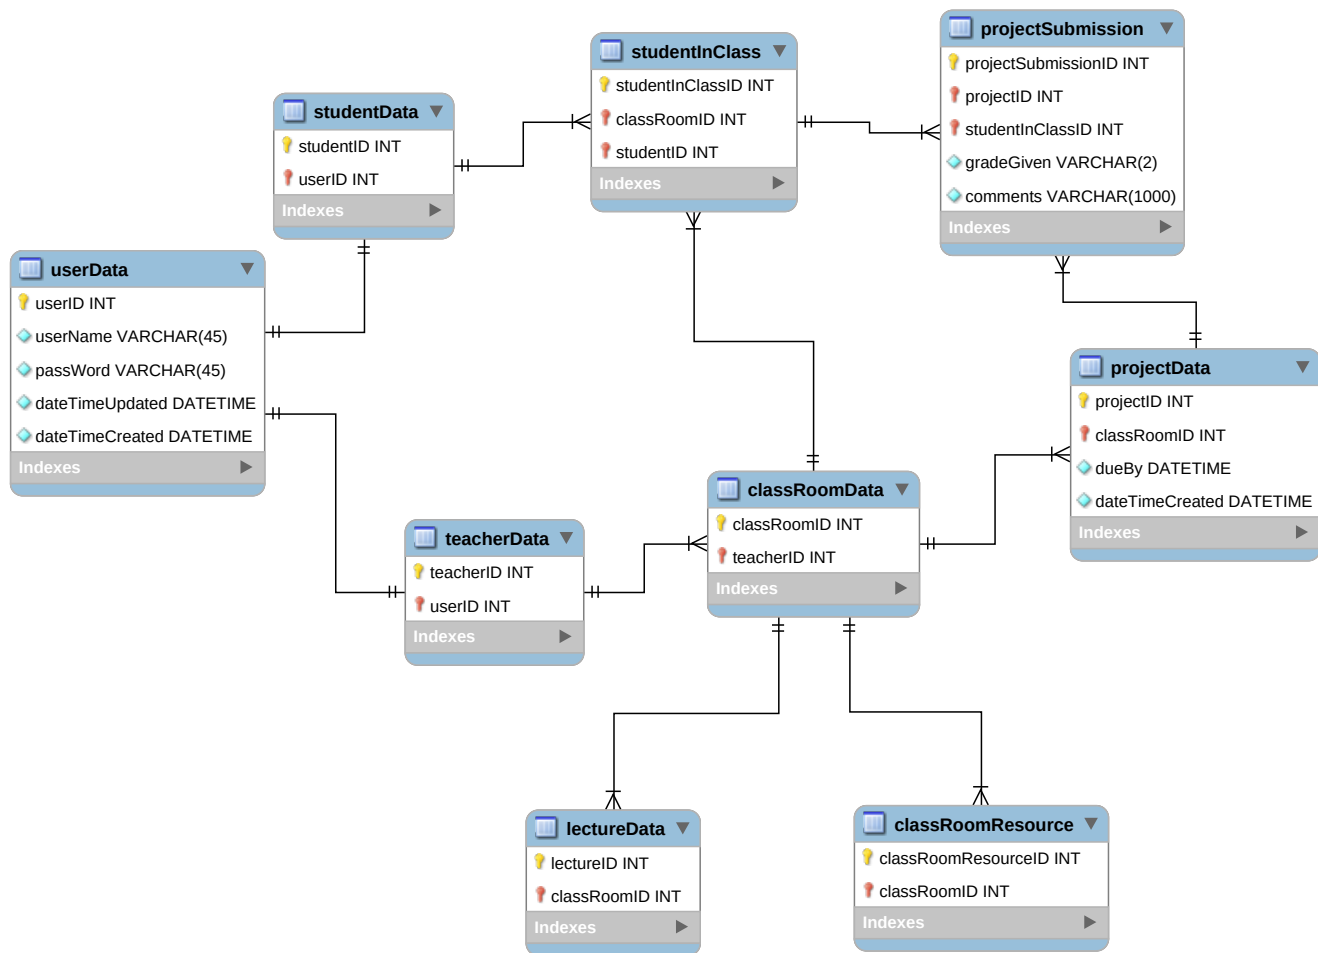 studentData
studentID INT
userID INT
Indexes
studentInClass
studentInClassID INT
classRoomID INT
studentID INT
Indexes
projectSubmission
projectSubmissionID INT
projectID INT
studentInClassID INT
gradeGiven VARCHAR(2)
comments VARCHAR(1000)
Indexes
userData
userID INT
userName VARCHAR(45)
passWord VARCHAR(45)
dateTimeUpdated DATETIME
dateTimeCreated DATETIME
Indexes
projectData
projectID INT
classRoomID INT
dueBy DATETIME
dateTimeCreated DATETIME
Indexes
teacherData
teacherID INT
userID INT
Indexes
classRoomData
classRoomID INT
teacherID INT
Indexes
lectureData
lectureID INT
classRoomID INT
Indexes
classRoomResource
classRoomResourceID INT
classRoomID INT
Indexes